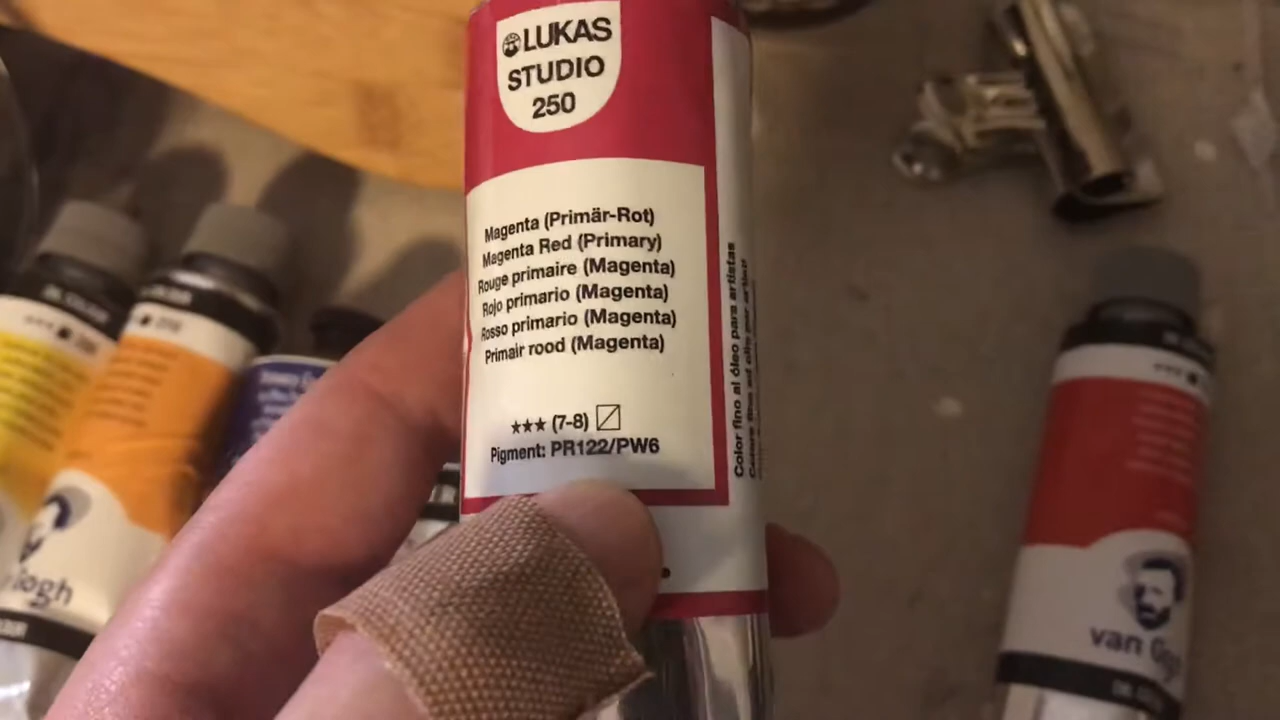 LUKAS
STUDIO
250
Magenta (Primär-Rot)
Magenta Red (Primary)
Rouge primaire (Magenta)
Rojo primario (Magenta)
Rosso primario (Magenta)
Primair rood (Magenta)
★★★ (7-8)
Pigment: PR122/PW6
Color fino al óleo para artistas
van Gogh